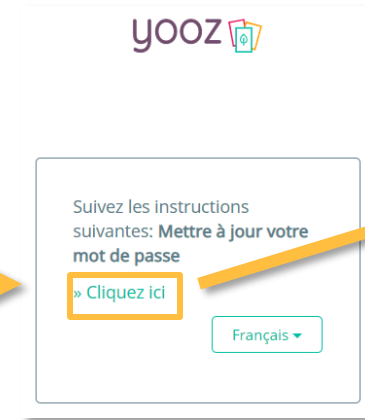 yooz
Suivez les instructions
suivantes: Mettre à jour votre
mot de passe
» Cliquez ici
Français